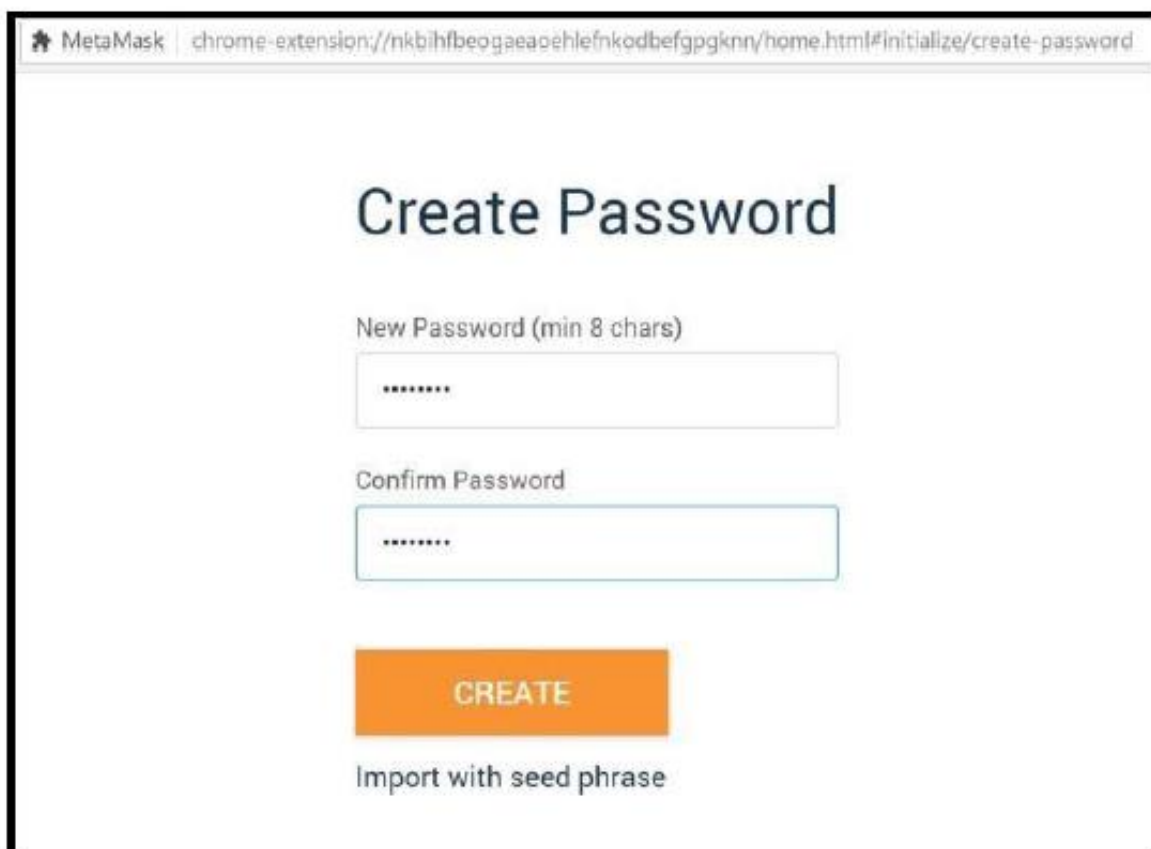 MetaMask chrome-extension://nkbihfbeogaeaoehlefnkodbefgpgknn/home.html#initialize/create-password
Create Password
New Password (min 8 chars)
••••••••
Confirm Password
••••••••
CREATE
Import with seed phrase